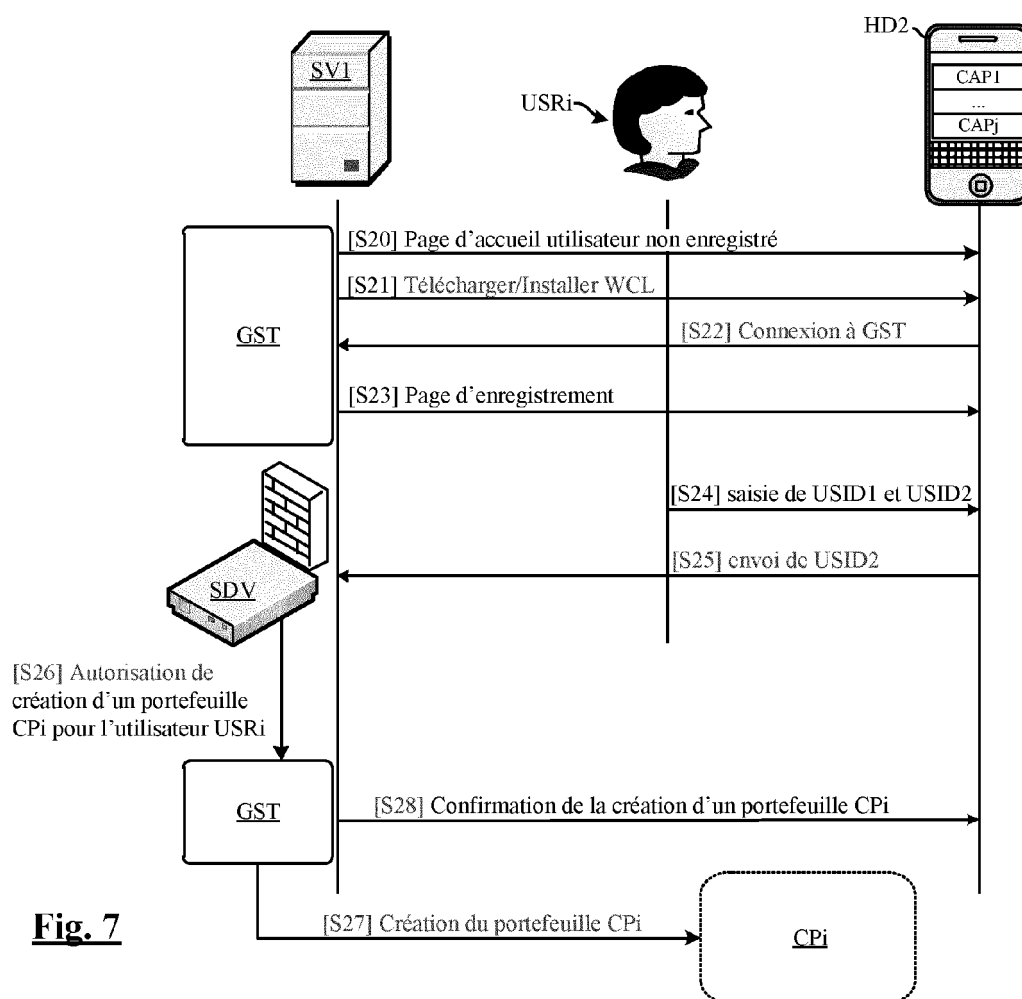 HD2
SV1
CAP1
...
CAPj
USRi
[S20] Page d'accueil utilisateur non enregistré
[S21] Télécharger/Installer WCL
GST
[S22] Connexion à GST
[S23] Page d'enregistrement
[S24] saisie de USID1 et USID2
[S25] envoi de USID2
SDV
[S26] Autorisation de
création d'un portefeuille
CPi pour l'utilisateur USRi
GST
[S28] Confirmation de la création d'un portefeuille CPi
Fig. 7
[S27] Création du portefeuille CPi
CPi